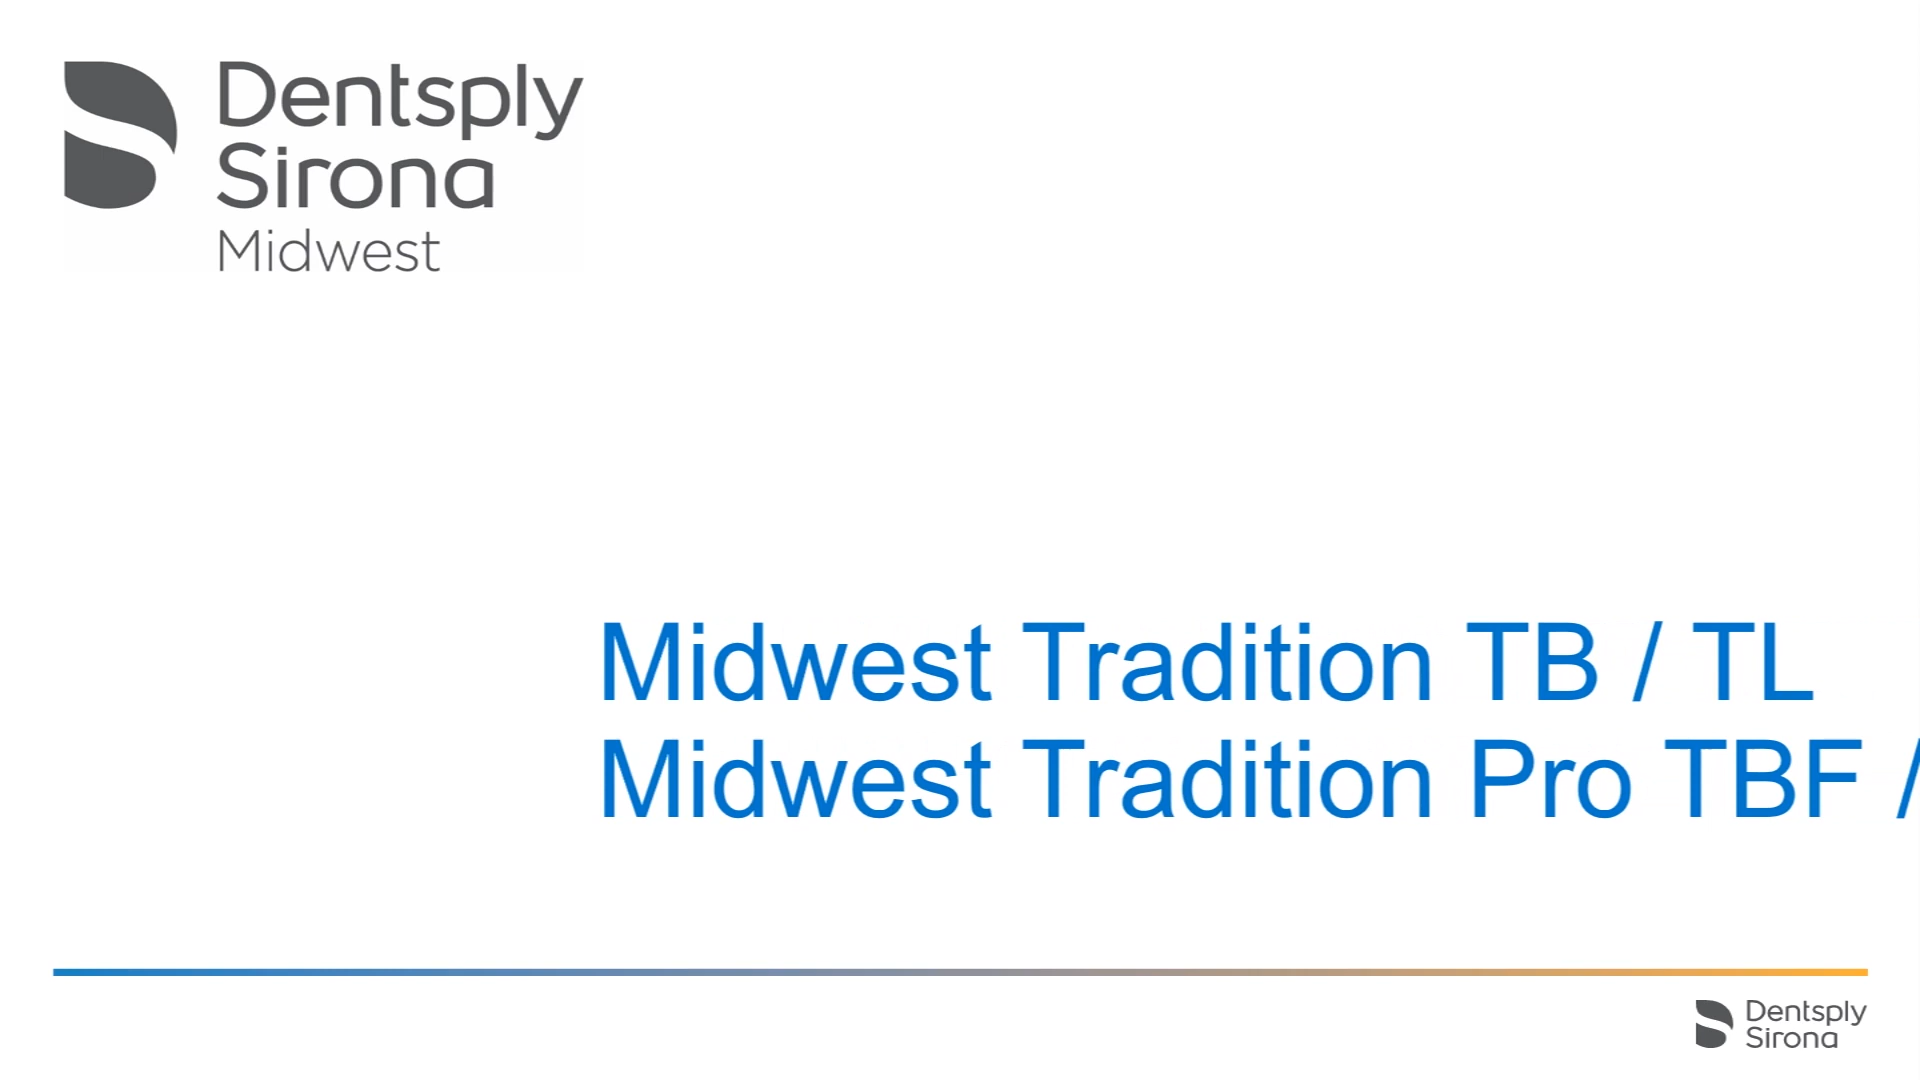 Dentsply
Sirona
Midwest
Midwest Tradition TB / TL
Midwest Tradition Pro TBF /
Dentsply
Sirona